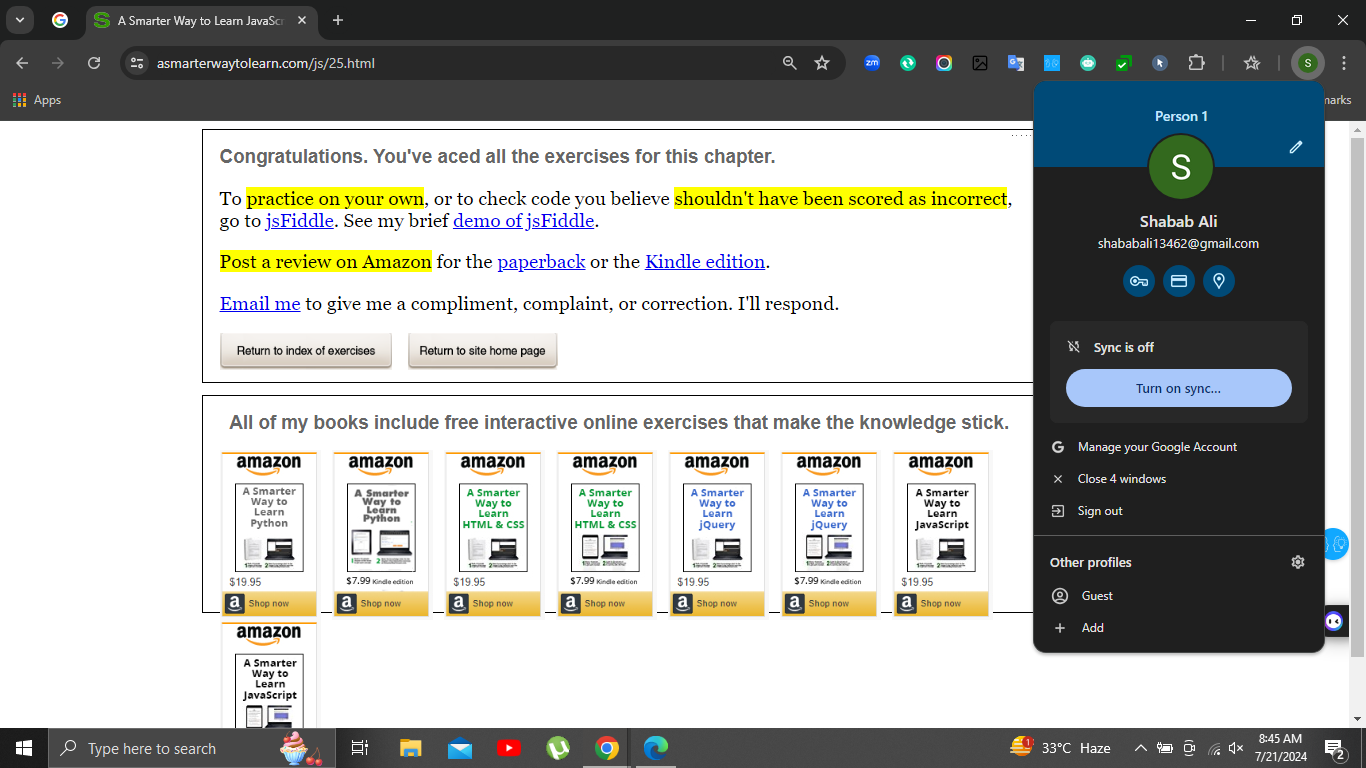 A Smarter Way to Learn JavaScr
asmarterwaytolearn.com/js/25.html
zm
S
Apps
marks
Congratulations. You've aced all the exercises for this chapter.
To practice on your own, or to check code you believe shouldn't have been scored as incorrect,
go to jsFiddle. See my brief demo of jsFiddle.
Post a review on Amazon for the paperback or the Kindle edition.
Email me to give me a compliment, complaint, or correction. I'll respond.
Return to index of exercises Return to site home page
All of my books include free interactive online exercises that make the knowledge stick.
amazon amazon amazon amazon amazon amazon amazon
A Smarter A Smarter A Smarter A Smarter A Smarter A Smarter A Smarter
Way to Way to Way to Way to Way to Way to Way to
Learn Learn Learn Learn Learn Learn Learn
Python Python HTML & CSS HTML & CSS jQuery jQuery JavaScript
$19.95 $7.99 Kindle edition $19.95 $7.99 Kindle edition $19.95 $7.99 Kindle edition $19.95
a Shop now a Shop now a Shop now a Shop now a Shop now a Shop now a Shop now
amazon
A Smarter
Way to
Learn
JavaScript
Person 1
S
Shabab Ali
shababali13462@gmail.com
Sync is off
Turn on sync...
Manage your Google Account
Close 4 windows
Sign out
Other profiles
Guest
Add
Type here to search
1
33°C Haze
8:45 AM
7/21/2024
2